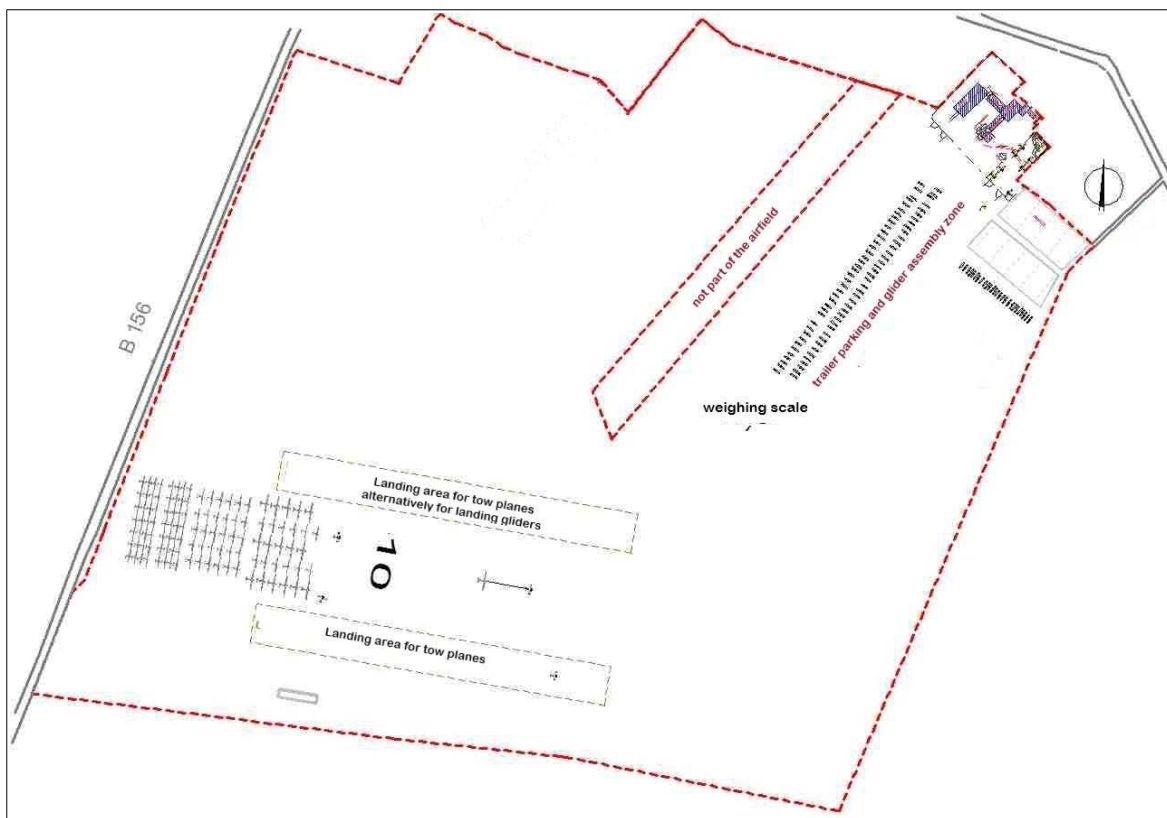 B 156
not part of the airfield
trailer parking and glider assembly zone
weighing scale
Landing area for tow planes
alternatively for landing gliders
10
L
Landing area for tow planes